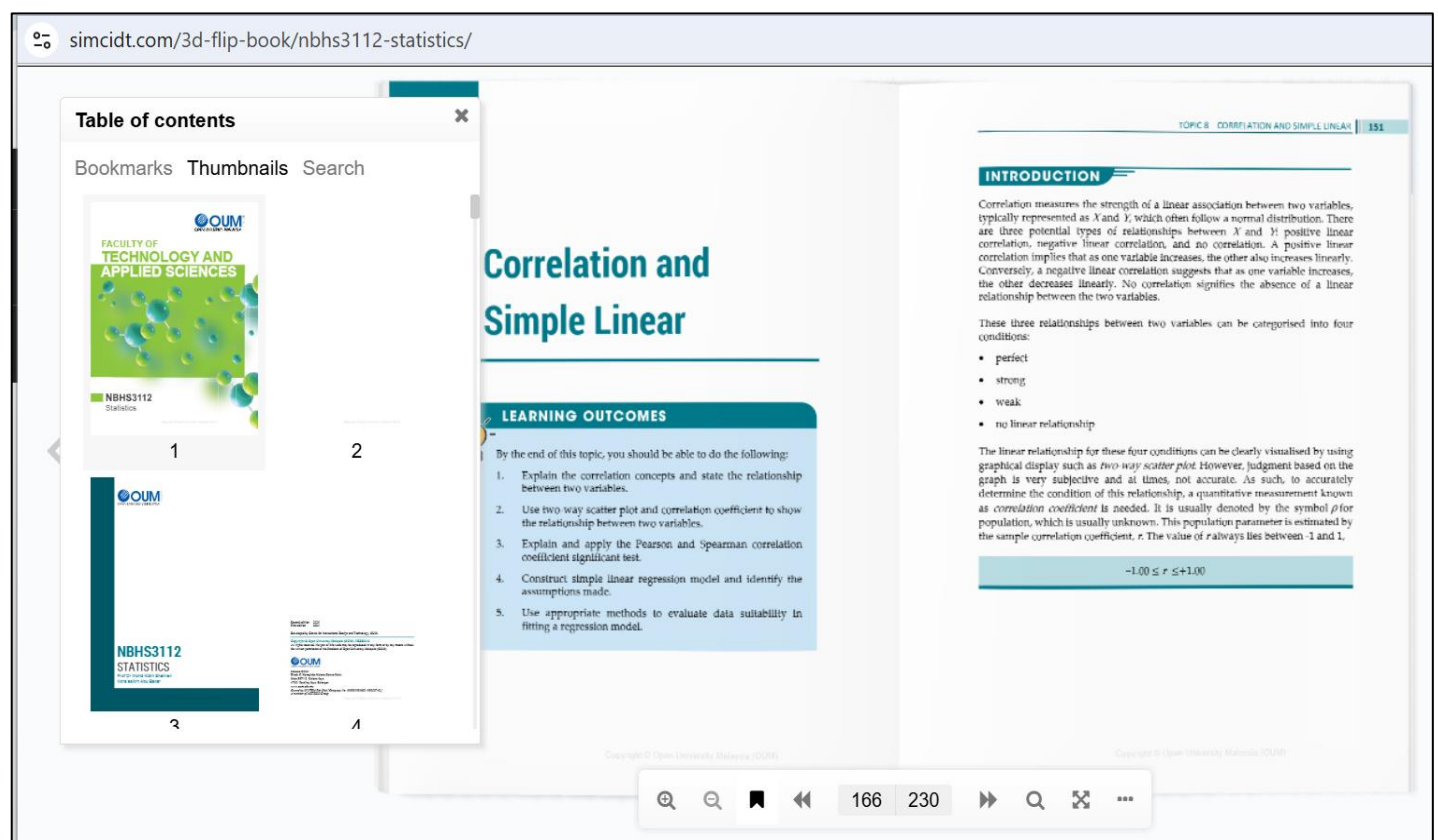 simcidt.com/3d-flip-book/nbhs3112-statistics/
Table of contents
Bookmarks Thumbnails Search
OUM
FACULTY OF
TECHNOLOGY AND
APPLIED SCIENCES
NBHS3112
Statistics
1
2
OUM
NBHS3112
STATISTICS
3
OUM
4
Correlation and
Simple Linear
LEARNING OUTCOMES
By the end of this topic, you should be able to do the following:
1. Explain the correlation concepts and state the relationship
between two variables.
2. Use two-way scatter plot and correlation coefficient to show
the relationship between two variables.
3. Explain and apply the Pearson and Spearman correlation
coefficient significant test.
4. Construct simple linear regression model and identify the
assumptions made.
5. Use appropriate methods to evaluate data suitability in
fitting a regression model.
Copyright © Open University Malaysia (OUM)
TOPIC 8 CORRELATION AND SIMPLE LINEAR 151
INTRODUCTION
Correlation measures the strength of a linear association between two variables,
typically represented as X and Y, which often follow a normal distribution. There
are three potential types of relationships between X and Y: positive linear
correlation, negative linear correlation, and no correlation. A positive linear
correlation implies that as one variable increases, the other also increases linearly.
Conversely, a negative linear correlation suggests that as one variable increases,
the other decreases linearly. No correlation signifies the absence of a linear
relationship between the two variables.
These three relationships between two variables can be categorised into four
conditions:
• perfect
• strong
• weak
• no linear relationship
The linear relationship for these four conditions can be clearly visualised by using
graphical display such as two-way scatter plot. However, judgment based on the
graph is very subjective and at times, not accurate. As such, to accurately
determine the condition of this relationship, a quantitative measurement known
as correlation coefficient is needed. It is usually denoted by the symbol ρ for
population, which is usually unknown. This population parameter is estimated by
the sample correlation coefficient, r. The value of r always lies between -1 and 1,
−1.00 ≤ r ≤+1.00
Copyright © Open University Malaysia (OUM)
166 230